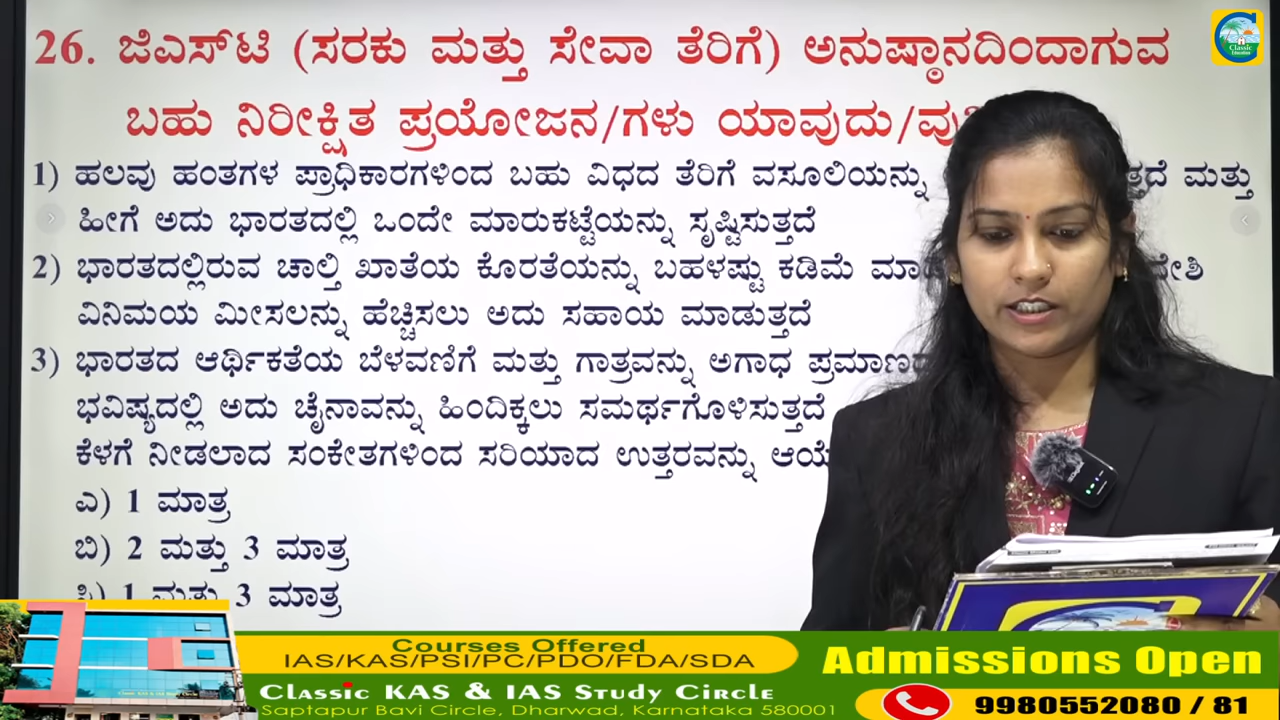 26. ಜಿಎಸ್‌ಟಿ (ಸರಕು ಮತ್ತು ಸೇವಾ ತೆರಿಗೆ) ಅನುಷ್ಠಾನದಿಂದಾಗುವ
ಬಹು ನಿರೀಕ್ಷಿತ ಪ್ರಯೋಜನ/ಗಳು ಯಾವುದು/
1) ಹಲವು ಹಂತಗಳ ಪ್ರಾಧಿಕಾರಗಳಿಂದ ಬಹು ವಿಧದ ತೆರಿಗೆ ವಸೂಲಿಯನ್ನು ಮತ್ತು
ಹೀಗೆ ಅದು ಭಾರತದಲ್ಲಿ ಒಂದೇ ಮಾರುಕಟ್ಟೆಯನ್ನು ಸೃಷ್ಟಿಸುತ್ತದೆ
2) ಭಾರತದಲ್ಲಿರುವ ಚಾಲ್ತಿ ಖಾತೆಯ ಕೊರತೆಯನ್ನು ಬಹಳಷ್ಟು ಕಡಿಮೆ
ವಿನಿಮಯ ಮೀಸಲನ್ನು ಹೆಚ್ಚಿಸಲು ಅದು ಸಹಾಯ ಮಾಡುತ್ತದೆ
3) ಭಾರತದ ಆರ್ಥಿಕತೆಯ ಬೆಳವಣಿಗೆ ಮತ್ತು ಗಾತ್ರವನ್ನು ಅಗಾಧ
ಭವಿಷ್ಯದಲ್ಲಿ ಅದು ಚೈನಾವನ್ನು ಹಿಂದಿಕ್ಕಲು ಸಮರ್ಥಗೊಳಿಸುತ್ತದೆ
ಕೆಳಗೆ ನೀಡಲಾದ ಸಂಕೇತಗಳಿಂದ ಸರಿಯಾದ ಉತ್ತರವನ್ನು
ಎ) 1 ಮಾತ್ರ
ಬಿ) 2 ಮತ್ತು 3 ಮಾತ್ರ
ಸಿ) 1 ಮತ್ತು 3 ಮಾತ್ರ
Classic Education
Courses Offered
IAS/KAS/PSI/PC/PDO/FDA/SDA
Classic KAS & IAS Study Circle
Saptapur Bavi Circle, Dharwad, Karnataka 580001
Admissions Open
9980552080 / 81